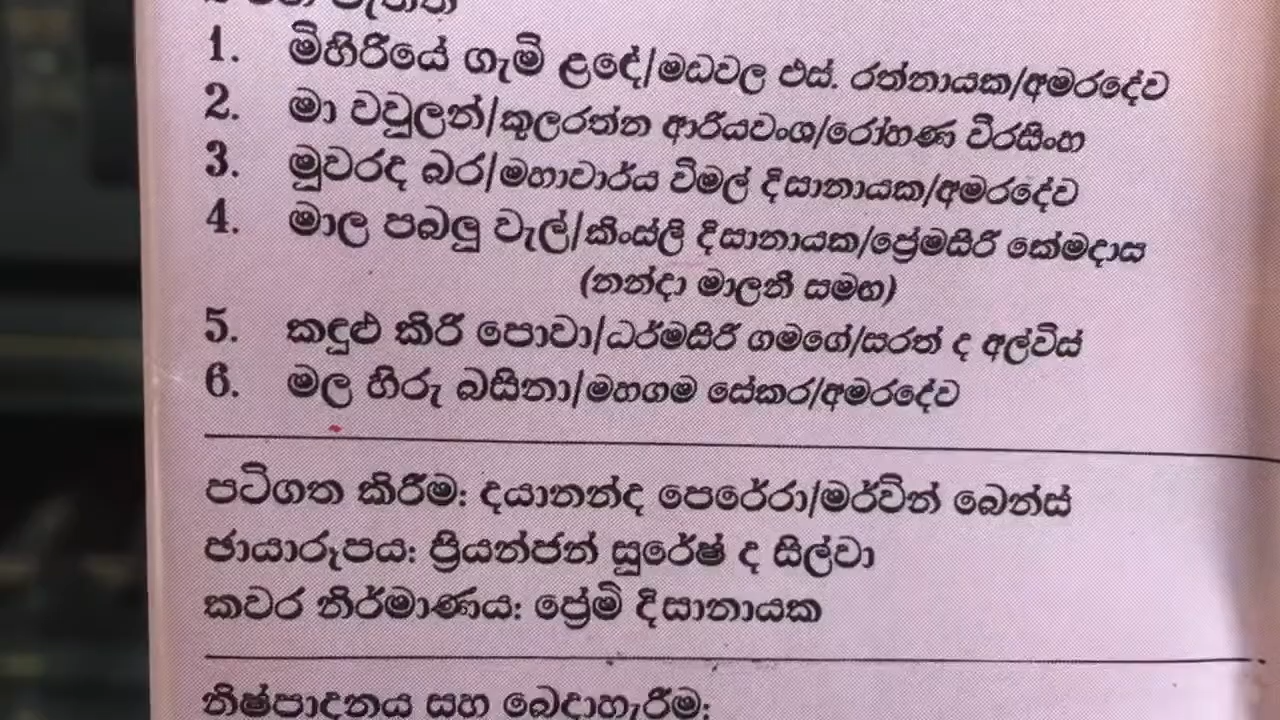 1. මිහිරියේ ගැමි ළඳේ/මඩවල එස්. රත්නායක/අමරදේව
2. මා වවුලන්/කුලරත්න ආරියවංශ/රෝහණ වීරසිංහ
3. මූවරද බර/මහාචාර්ය විමල් දිසානායක/අමරදේව
4. මාල පබලු වැල්/කිංස්ලි දිසානායක/ප්‍රේමසිරි කේමදාස
(නන්දා මාලනී සමඟ)
5. කඳුළු කිරි පොවා/ධර්මසිරි ගමගේ/සරත් ද අල්විස්
6. මල හිරු බසිනා/මහගම සේකර/අමරදේව
පටිගත කිරීම: දයානන්ද පෙරේරා/මර්වින් බෙන්ස්
ඡායාරූපය: ප්‍රියන්ජන් සුරේෂ් ද සිල්වා
කවර නිර්මාණය: ප්‍රේමි දිසානායක
නිෂ්පාදනය සහ බෙදාහැරීම: